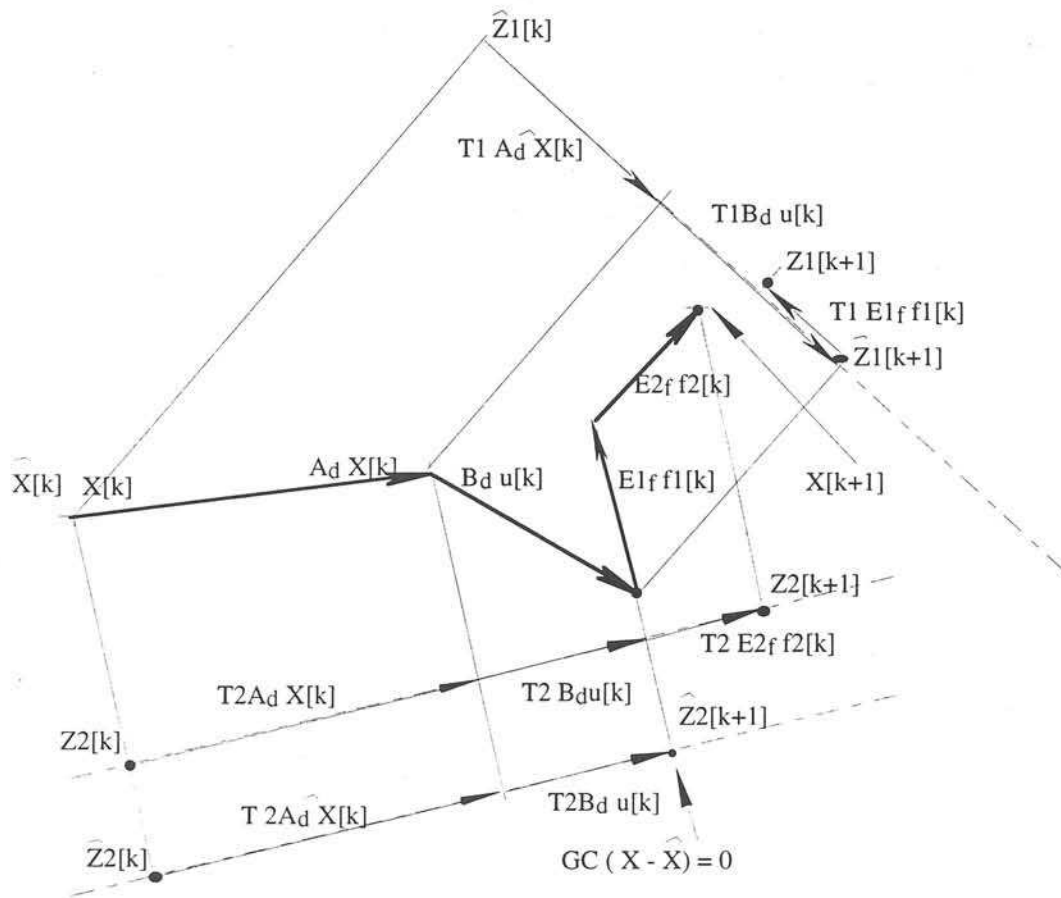 Ẑ1[k]
T1 Ad X̂[k]
T1Bd u[k]
Z1[k+1]
T1 E1f f1[k]
Ẑ1[k+1]
E2f f2[k]
X̂[k] X[k]
Ad X[k]
Bd u[k]
E1f f1[k]
X[k+1]
Z2[k+1]
T2 E2f f2[k]
T2Ad X[k]
T2 Bdu[k]
Ẑ2[k+1]
Z2[k]
T 2Ad X̂[k]
T2Bd u[k]
Ẑ2[k]
GC ( X - X̂) = 0